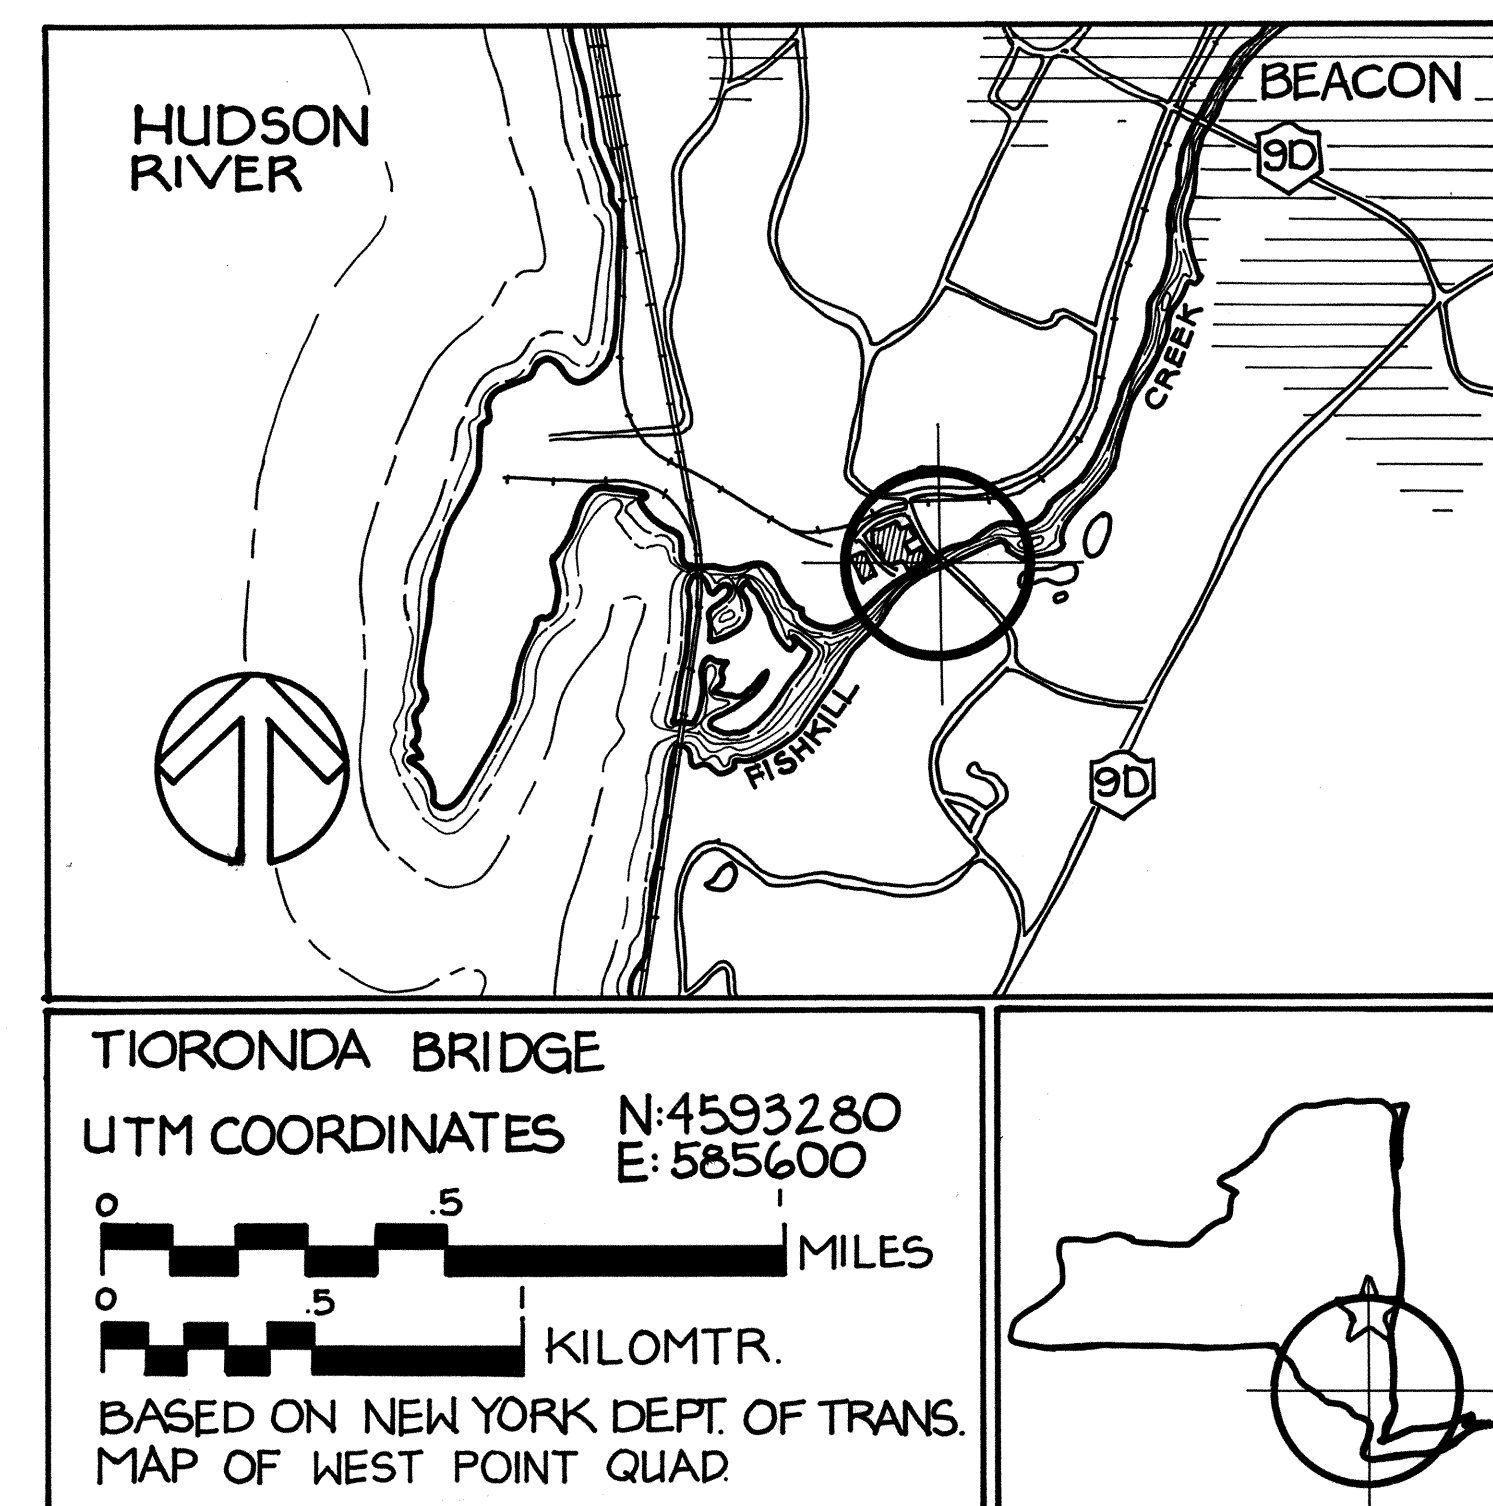 HUDSON
RIVER
BEACON
9D
CREEK
FISHKILL
9D
TIORONDA BRIDGE
UTM COORDINATES N:4593280
E:585600
0 .5 1
MILES
0 .5 1
KILOMTR.
BASED ON NEW YORK DEPT. OF TRANS.
MAP OF WEST POINT QUAD.